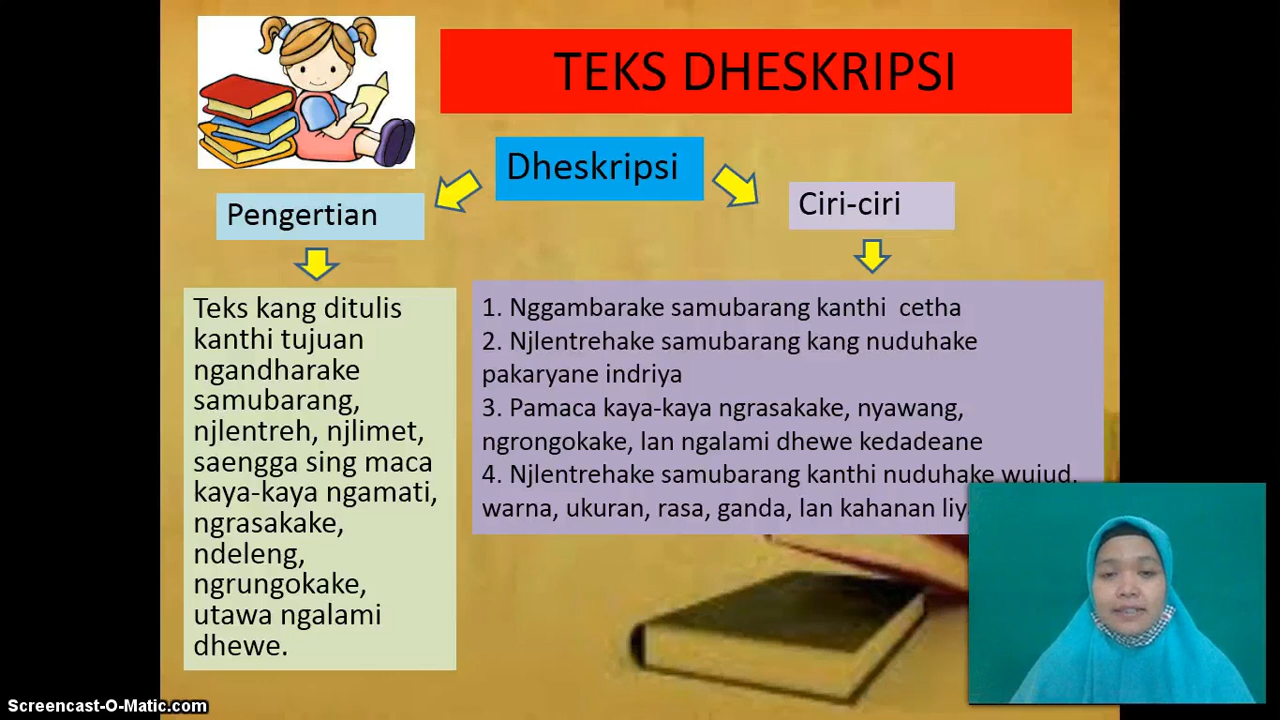 TEKS DHESKRIPSI
Dheskripsi
Pengertian
Ciri-ciri
Teks kang ditulis
kanthi tujuan
ngandharake
samubarang,
njlentreh, njlimet,
saengga sing maca
kaya-kaya ngamati,
ngrasakake,
ndeleng,
ngrungokake,
utawa ngalami
dhewe.
1. Nggambarake samubarang kanthi cetha
2. Njlentrehake samubarang kang nuduhake
pakaryane indriya
3. Pamaca kaya-kaya ngrasakake, nyawang,
ngrongokake, lan ngalami dhewe kedadeane
4. Njlentrehake samubarang kanthi nuduhake wujud,
warna, ukuran, rasa, ganda, lan kahanan
Screencast-O-Matic.com